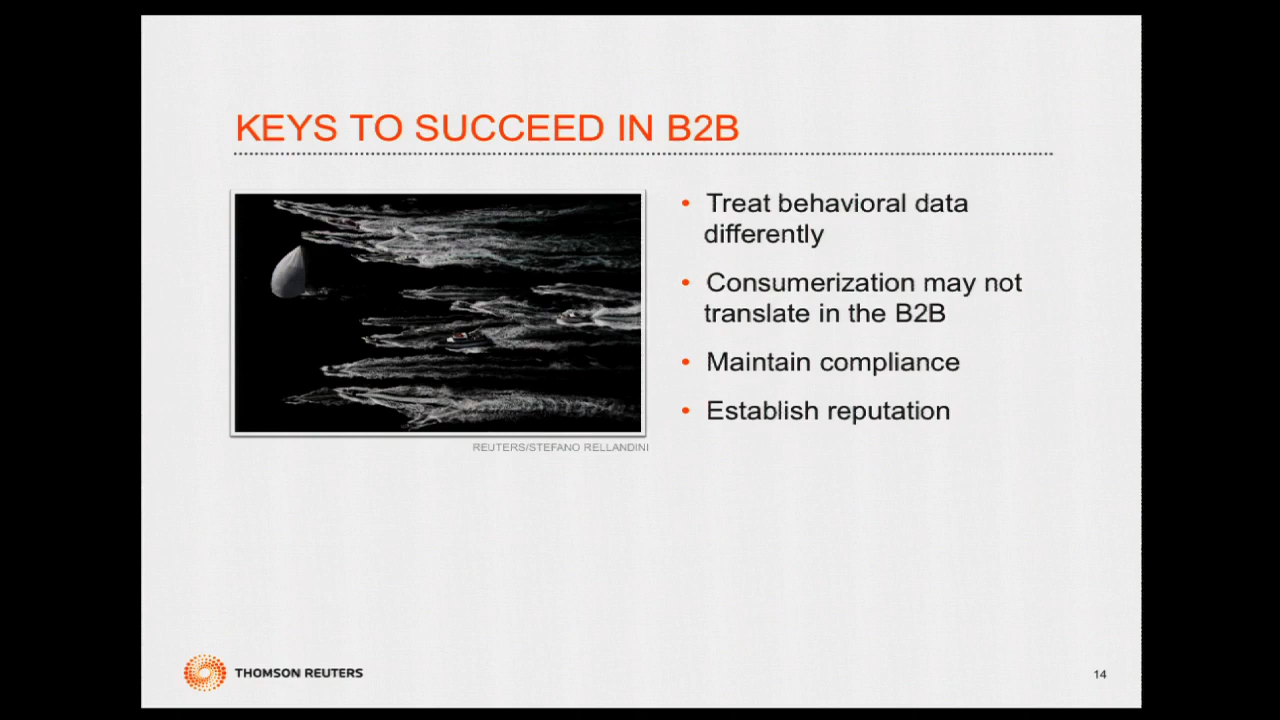 KEYS TO SUCCEED IN B2B
• Treat behavioral data
differently
• Consumerization may not
translate in the B2B
• Maintain compliance
• Establish reputation
REUTERS/STEFANO RELLANDINI
THOMSON REUTERS
14